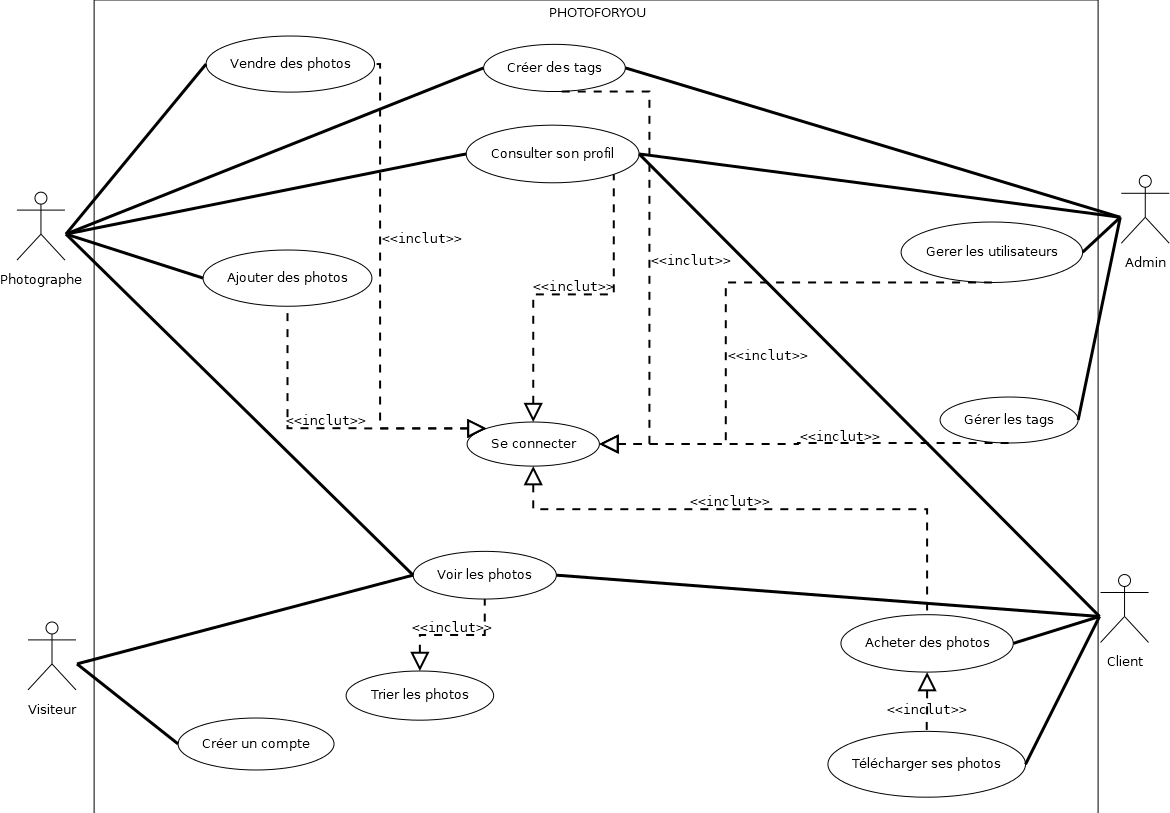 PHOTOFORYOU
Vendre des photos
Créer des tags
Consulter son profil
Photographe
Admin
<<inclut>>
Gerer les utilisateurs
<<inclut>>
Ajouter des photos
<<inclut>>
<<inclut>>
<<inclut>>
Gérer les tags
<<inclut>>
Se connecter
<<inclut>>
<<inclut>>
Voir les photos
<<inclut>>
Acheter des photos
Client
Trier les photos
Visiteur
<<inclut>>
Créer un compte
Télécharger ses photos